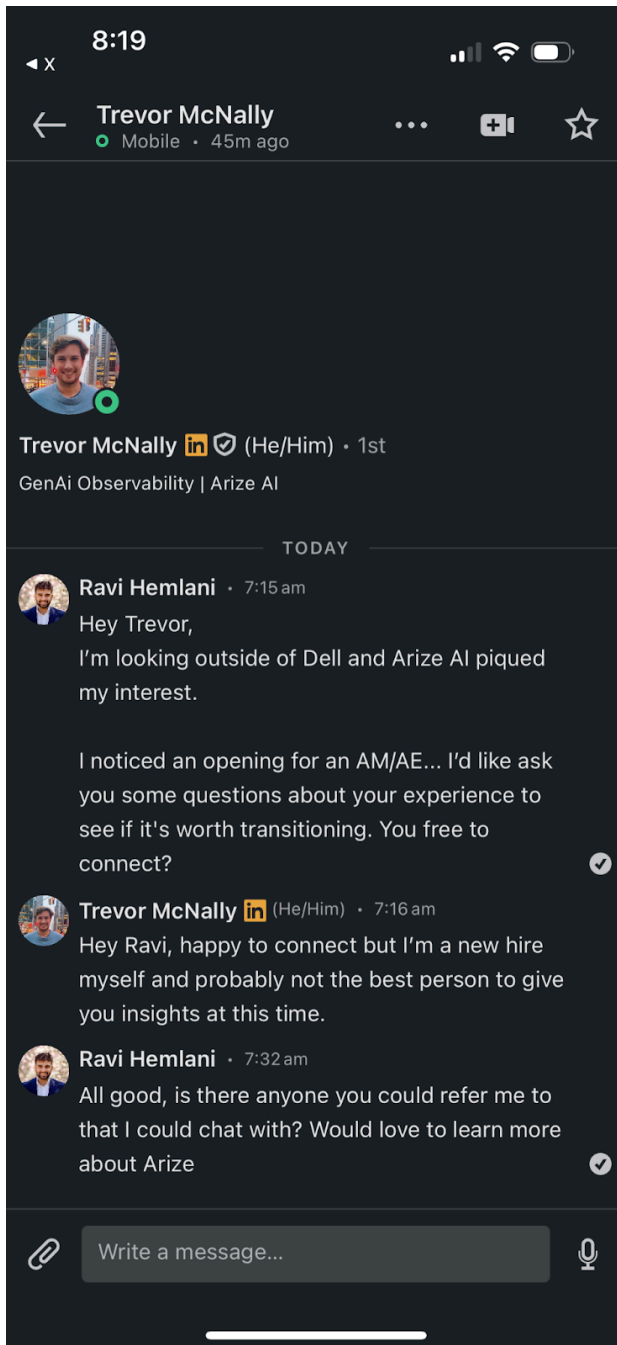 8:19
◀ X
Trevor McNally
Mobile • 45m ago
Trevor McNally in (He/Him) • 1st
GenAi Observability | Arize AI
TODAY
Ravi Hemlani • 7:15 am
Hey Trevor,
I’m looking outside of Dell and Arize AI piqued
my interest.
I noticed an opening for an AM/AE... I’d like ask
you some questions about your experience to
see if it's worth transitioning. You free to
connect?
Trevor McNally in (He/Him) • 7:16 am
Hey Ravi, happy to connect but I’m a new hire
myself and probably not the best person to give
you insights at this time.
Ravi Hemlani • 7:32 am
All good, is there anyone you could refer me to
that I could chat with? Would love to learn more
about Arize
Write a message...